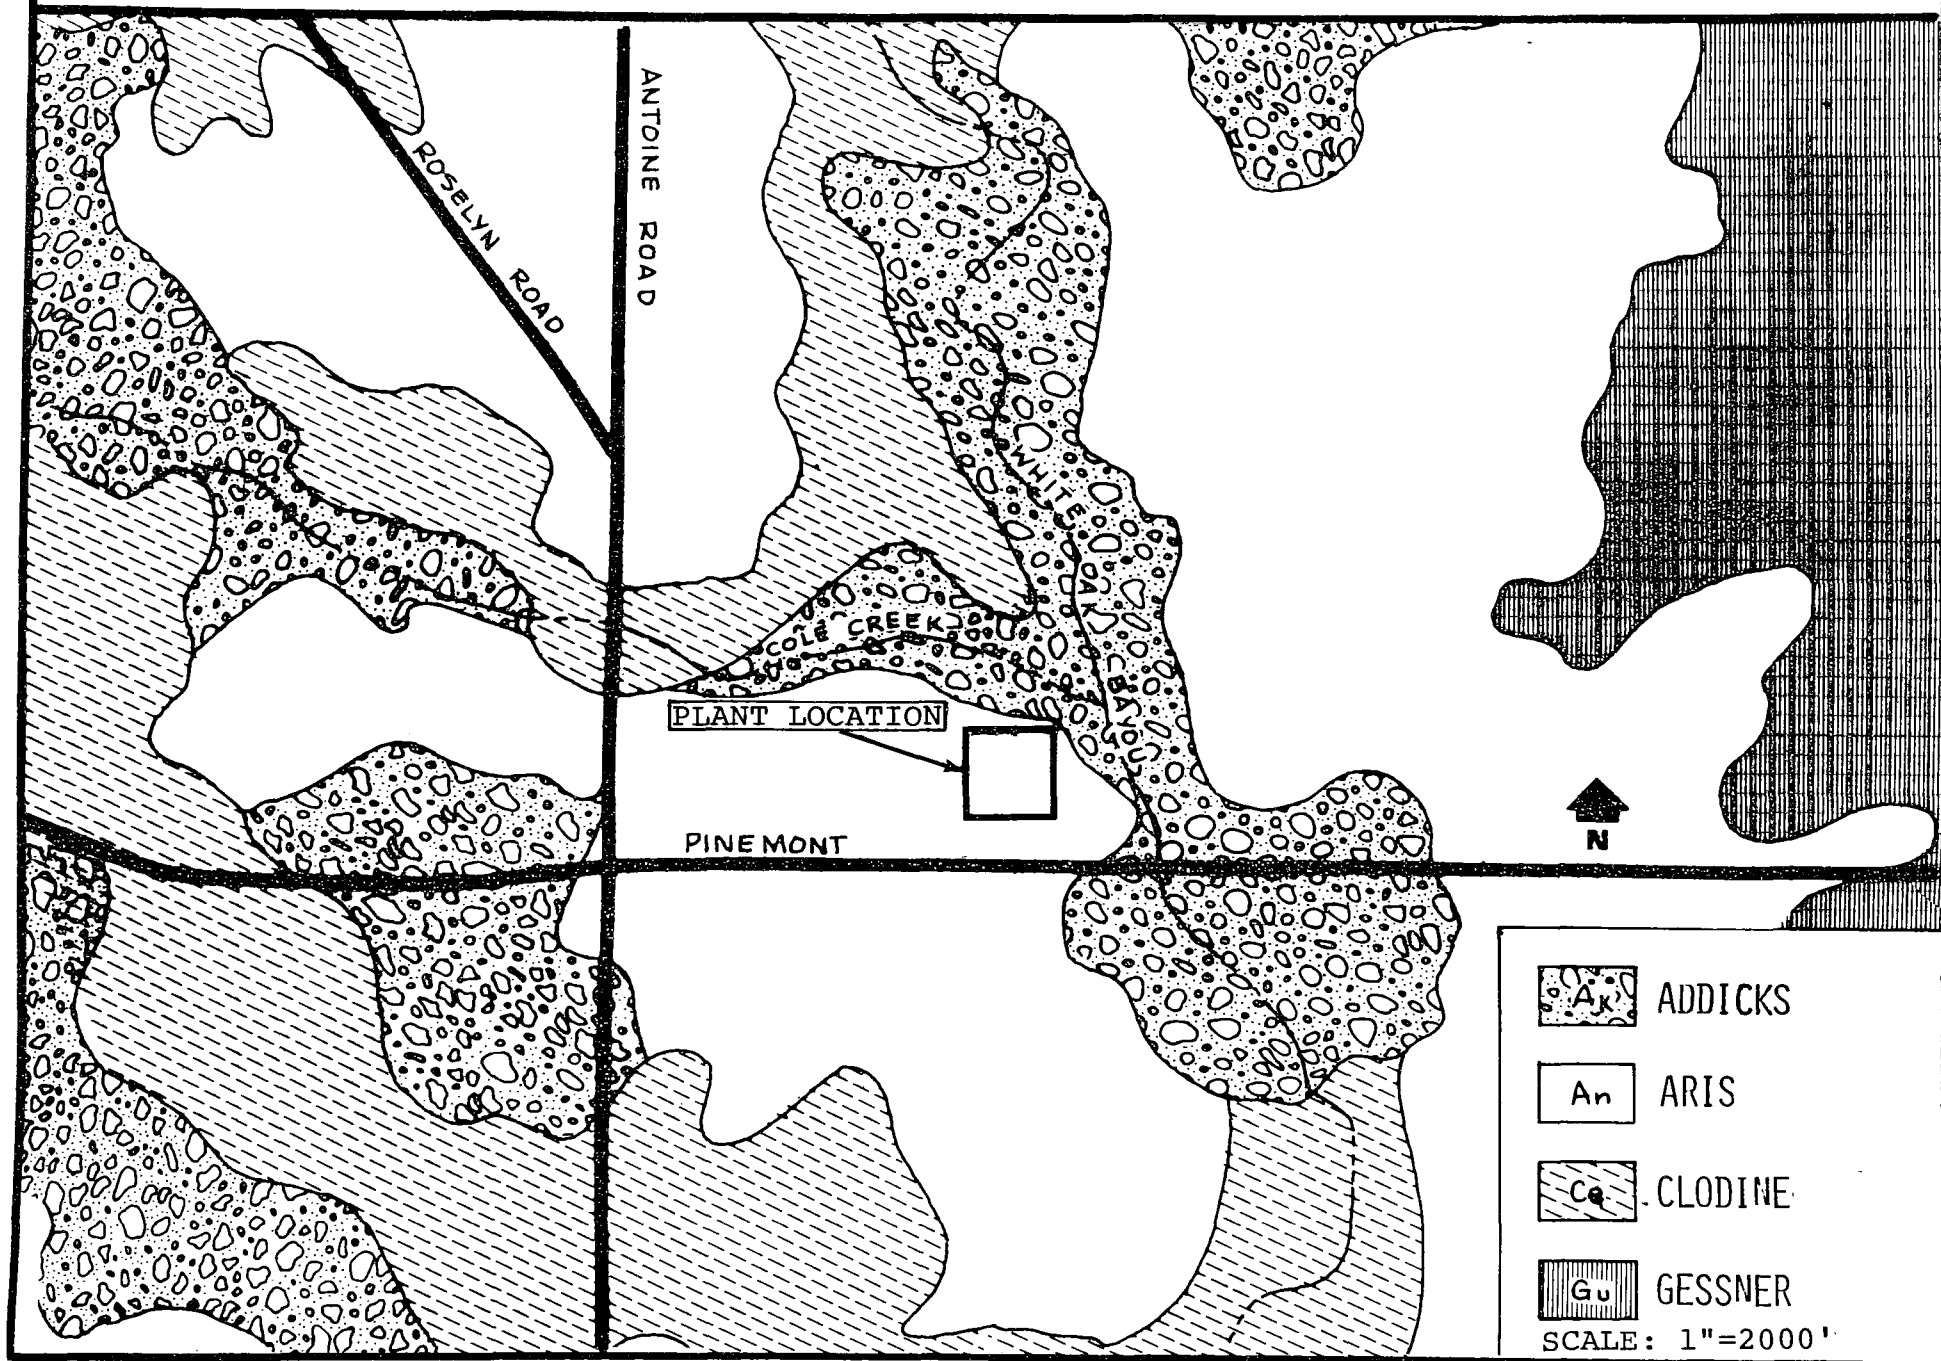 ANTOINE ROAD
ROSELYN ROAD
WHITE OAK BAYOU
COLE CREEK
PLANT LOCATION
PINEMONT
N
Ak ADDICKS
An ARIS
CLODINE
Gu GESSNER
SCALE: 1"=2000'